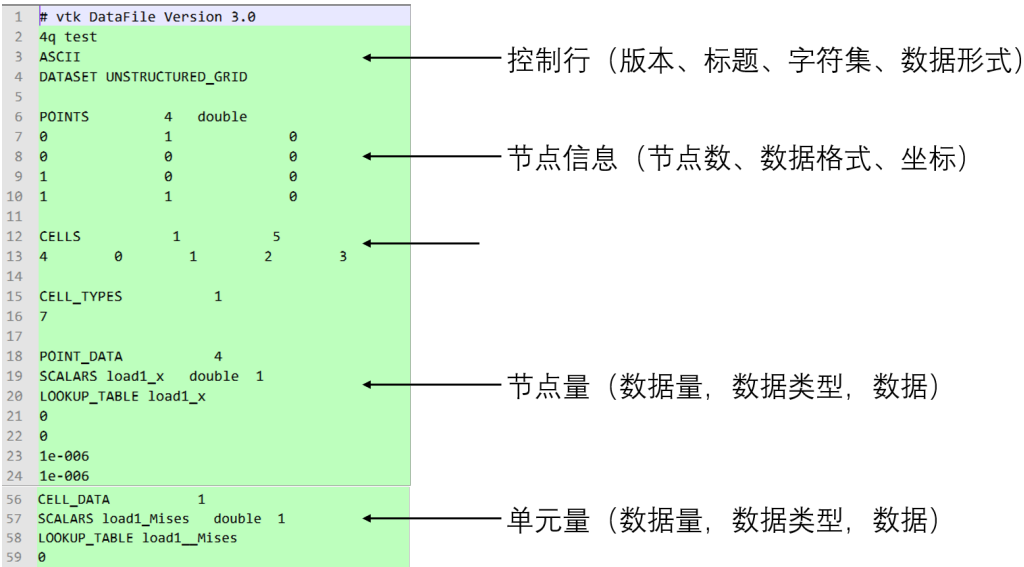 1 # vtk DataFile Version 3.0
2 4q test
3 ASCII
4 DATASET UNSTRUCTURED_GRID
控制行（版本、标题、字符集、数据形式）
5
6 POINTS 4 double
7 0 1 0
8 0 0 0
9 1 0 0
10 1 1 0
节点信息（节点数、数据格式、坐标）
11
12 CELLS 1 5
13 4 0 1 2 3
14
15 CELL_TYPES 1
16 7
17
18 POINT_DATA 4
19 SCALARS load1_x double 1
20 LOOKUP_TABLE load1_x
21 0
22 0
23 1e-006
24 1e-006
节点量（数据量，数据类型，数据）
56 CELL_DATA 1
57 SCALARS load1_Mises double 1
58 LOOKUP_TABLE load1__Mises
59 0
单元量（数据量，数据类型，数据）